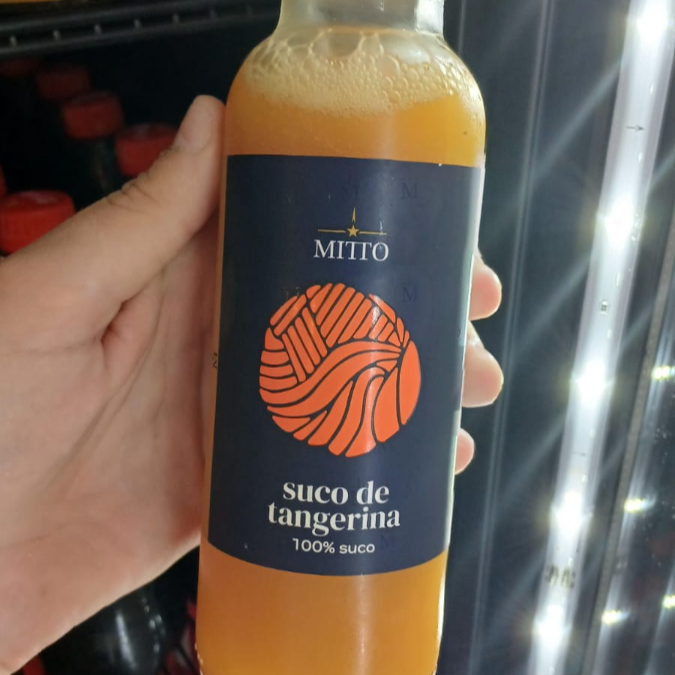 MITTO
suco de
tangerina
100% suco